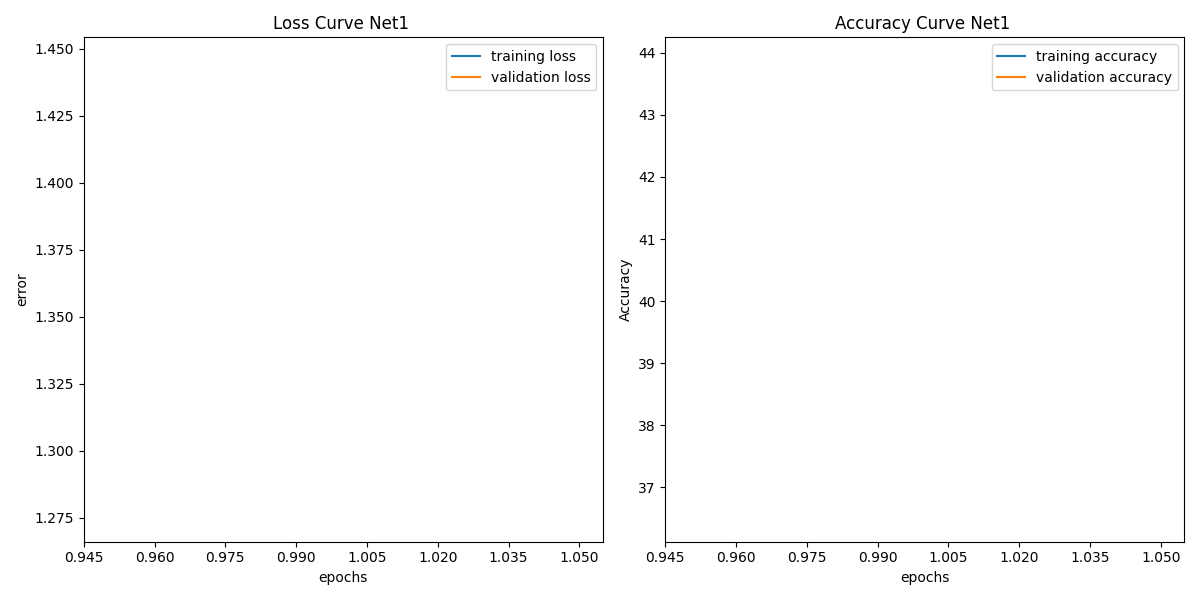 Loss Curve Net1
training loss
validation loss
1.450
1.425
1.400
1.375
1.350
1.325
1.300
1.275
error
0.945 0.960 0.975 0.990 1.005 1.020 1.035 1.050
epochs
Accuracy Curve Net1
training accuracy
validation accuracy
44
43
42
41
40
39
38
37
Accuracy
0.945 0.960 0.975 0.990 1.005 1.020 1.035 1.050
epochs